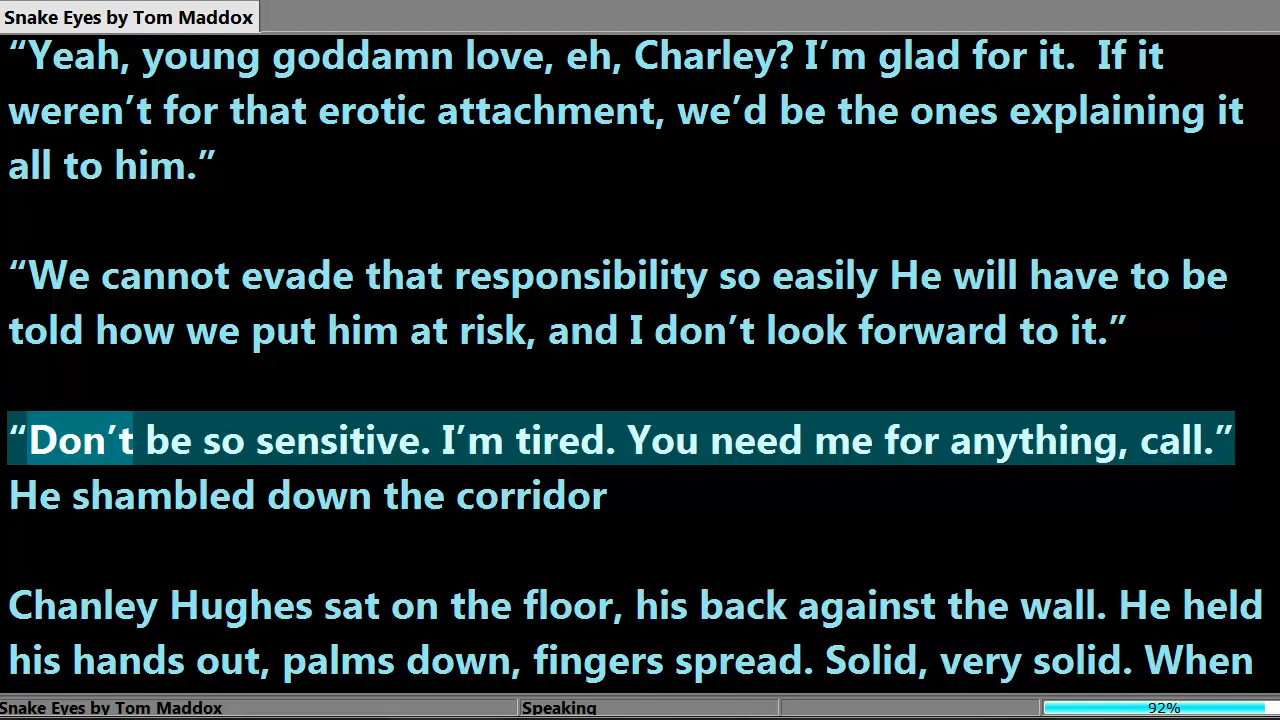 Snake Eyes by Tom Maddox
“Yeah, young goddamn love, eh, Charley? I’m glad for it.  If it
weren’t for that erotic attachment, we’d be the ones explaining it
all to him.”
“We cannot evade that responsibility so easily He will have to be
told how we put him at risk, and I don’t look forward to it.”
“Don’t be so sensitive. I’m tired. You need me for anything, call.”
He shambled down the corridor
Chanley Hughes sat on the floor, his back against the wall. He held
his hands out, palms down, fingers spread. Solid, very solid. When
Snake Eyes by Tom Maddox
Speaking
92%